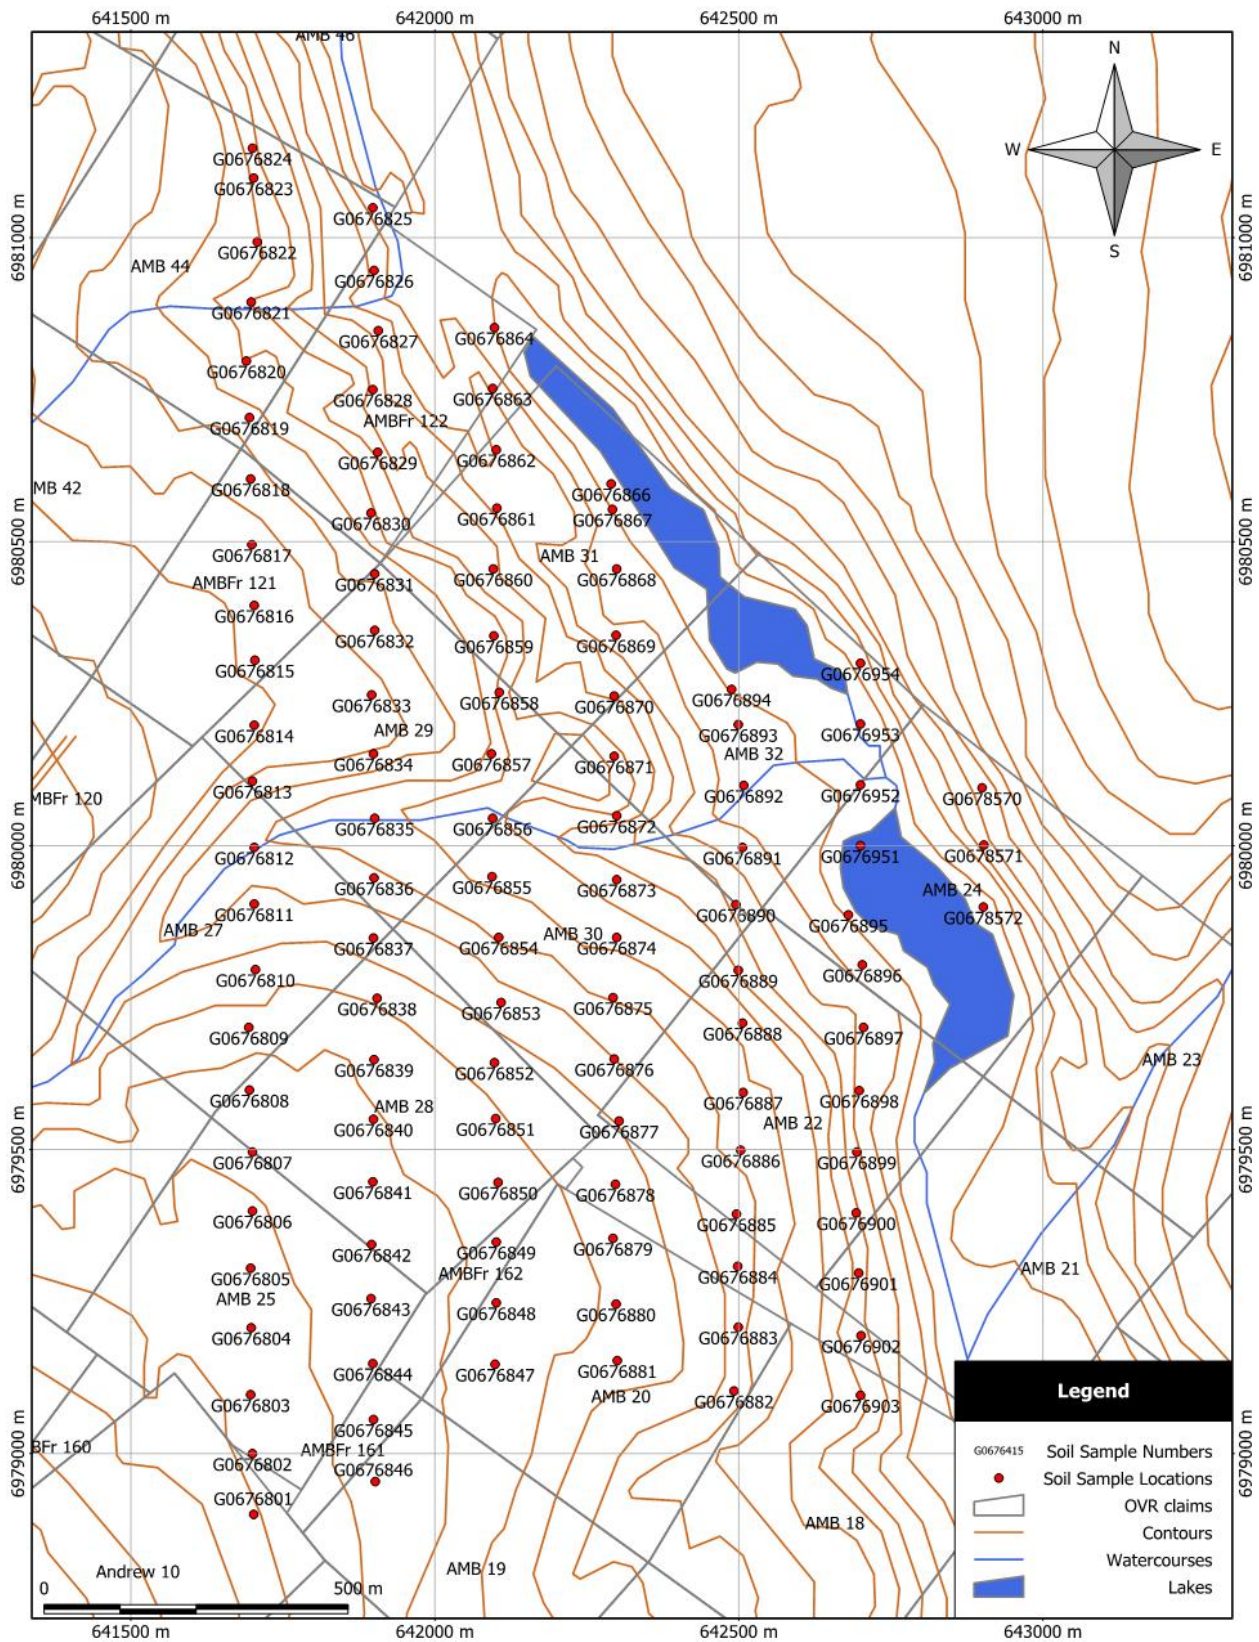 641500 m 642000 m 642500 m 643000 m
AMB 46
N
W E
S
G0676824
G0676823
G0676825
6981000 m 6981000 m
G0676822
AMB 44
G0676826
G0676821
G0676827 G0676864
G0676820
G0676828 G0676863
AMBFr 122
G0676819
G0676829 G0676862
MB 42 G0676818
G0676866
G0676830 G0676861 G0676867
6980500 m 6980500 m
G0676817
AMB 31
AMBFr 121 G0676831 G0676860 G0676868
G0676816
G0676832 G0676859 G0676869
G0676815 G0676954
G0676833 G0676858 G0676870 G0676894
AMB 29
G0676814 G0676893 G0676953
AMB 32
G0676834 G0676857 G0676871
G0676813 G0676892 G0676952 G0678570
MBFr 120
G0676835 G0676856 G0676872
6980000 m 6980000 m
G0676812 G0676891 G0676951 G0678571
G0676836 G0676855 G0676873
AMB 24
G0676811 G0676890 G0676895 G0678572
AMB 27 AMB 30
G0676837 G0676854 G0676874
G0676810 G0676889 G0676896
G0676838 G0676853 G0676875
G0676809 G0676888 G0676897
AMB 23
G0676839 G0676852 G0676876
G0676808 AMB 28 G0676887 G0676898
AMB 22
G0676840 G0676851 G0676877
6979500 m 6979500 m
G0676807 G0676886 G0676899
G0676841 G0676850 G0676878
G0676806 G0676885 G0676900
G0676842 G0676849 G0676879
AMBFr 162 AMB 21
G0676805 G0676884 G0676901
AMB 25
G0676843 G0676848 G0676880
G0676804 G0676883 G0676902
G0676844 G0676847 G0676881
AMB 20
G0676803 G0676882 G0676903
G0676845
BFr 160 AMBFr 161
6979000 m 6979000 m
G0676802 G0676846
G0676801
AMB 18
Andrew 10 AMB 19
0 500 m
Legend
G0676415 Soil Sample Numbers
Soil Sample Locations
OVR claims
Contours
Watercourses
Lakes
641500 m 642000 m 642500 m 643000 m